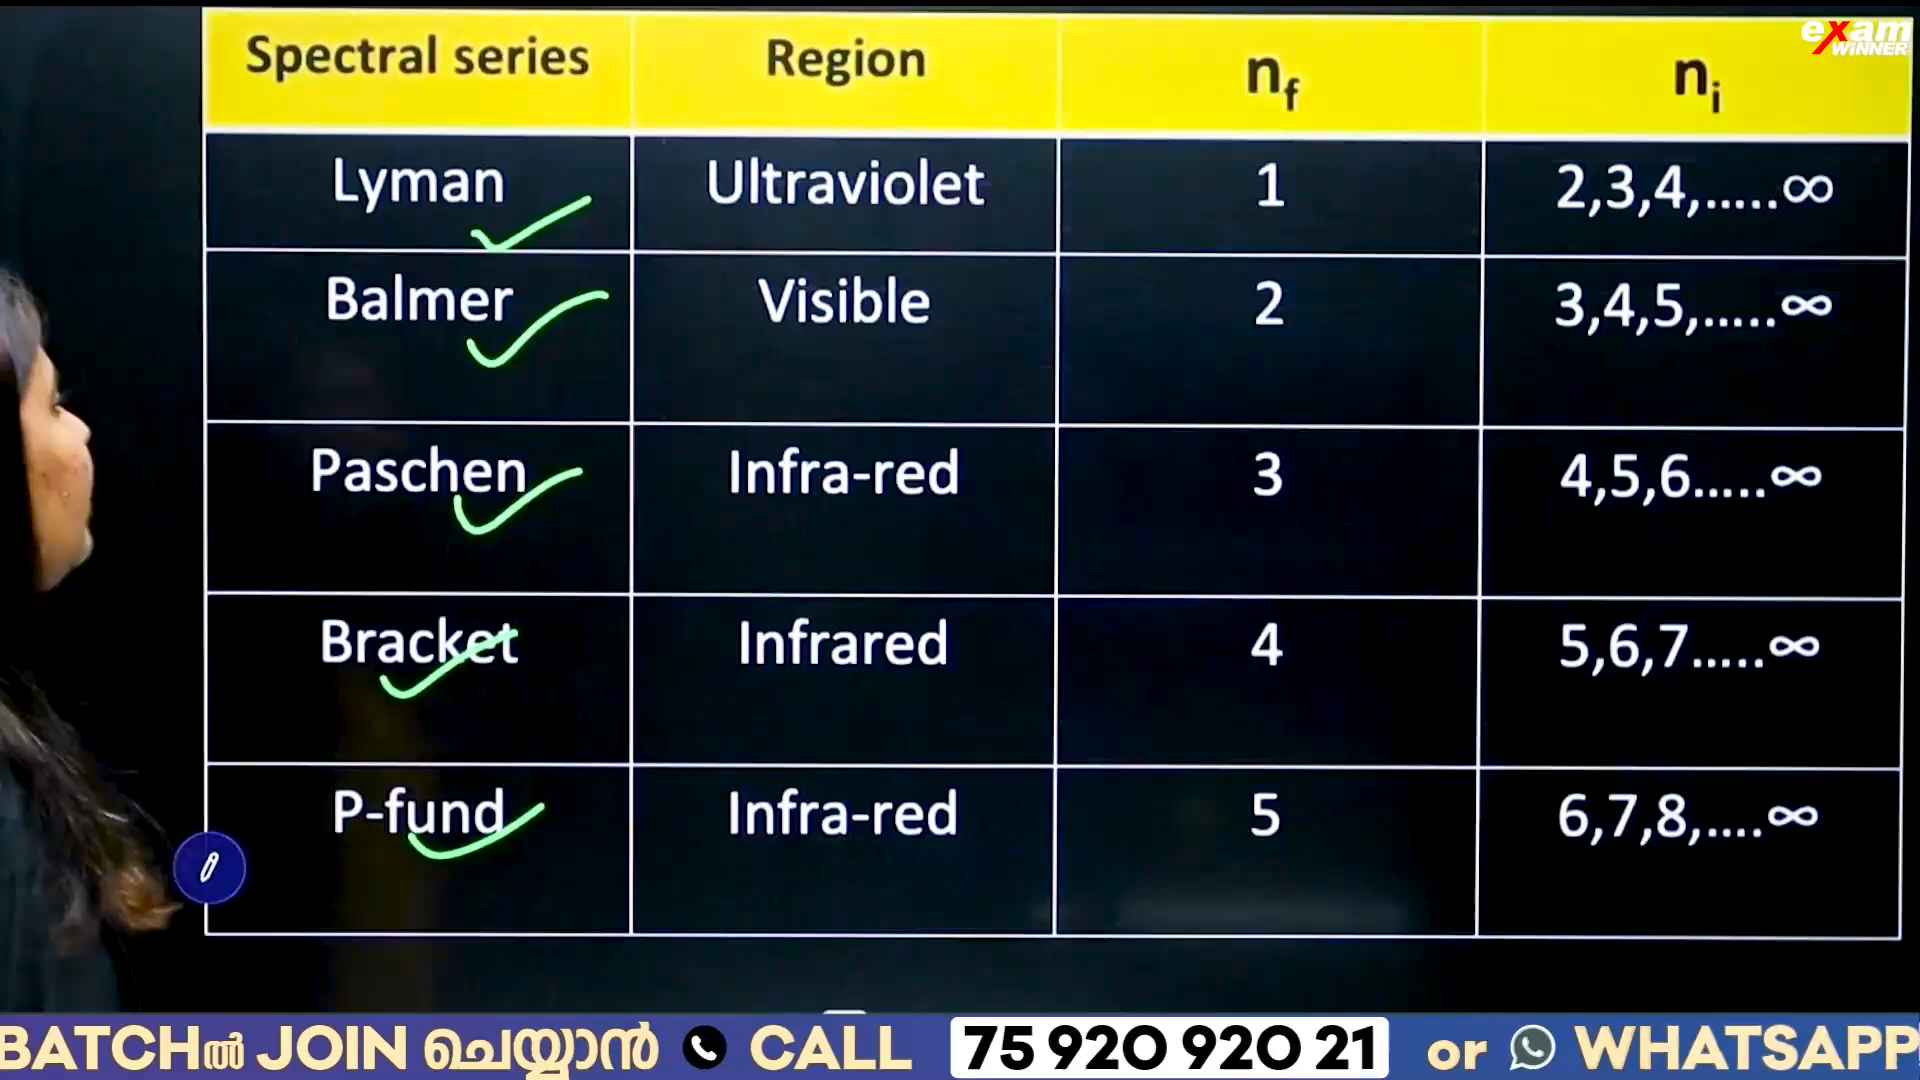 exam
WINNER
Spectral series Region nf ni
Lyman Ultraviolet 1 2,3,4,.....∞
Balmer Visible 2 3,4,5,.....∞
Paschen Infra-red 3 4,5,6.....∞
Bracket Infrared 4 5,6,7.....∞
P-fund Infra-red 5 6,7,8,....∞
BATCHൽ JOIN ചെയ്യാൻ CALL 75 920 920 21 or WHATSAPP